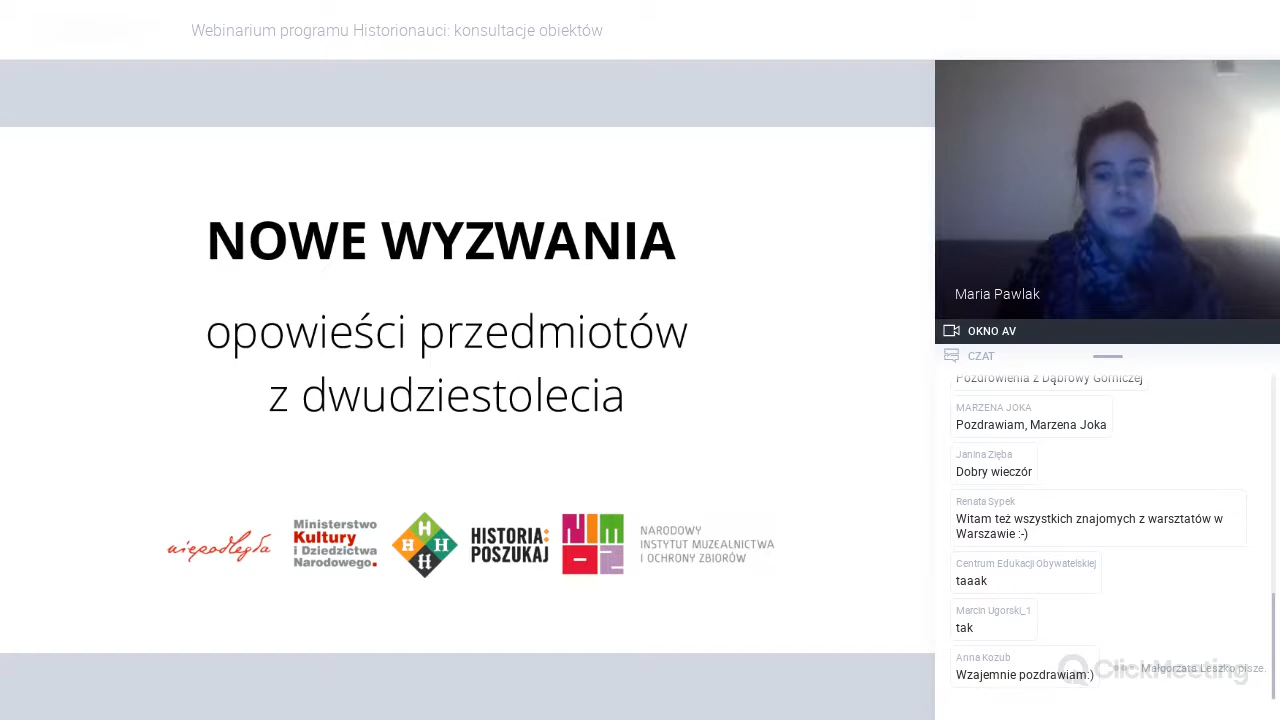 Webinarium programu Historionauci: konsultacje obiektów
NOWE WYZWANIA
opowieści przedmiotów
z dwudziestolecia
niepodległa
Ministerstwo
Kultury
i Dziedzictwa
Narodowego.
H
H H
H
HISTORIA:
POSZUKAJ
NIM
OZ
NARODOWY
INSTYTUT MUZEALNICTWA
I OCHRONY ZBIORÓW
Maria Pawlak
OKNO AV
CZAT
Pozdrowienia z Dąbrowy Górniczej
MARZENA JOKA
Pozdrawiam, Marzena Joka
Janina Zięba
Dobry wieczór
Renata Sypek
Witam też wszystkich znajomych z warsztatów w
Warszawie :-)
Centrum Edukacji Obywatelskiej
taaak
Marcin Ugorski_1
tak
Anna Kozub
Wzajemnie pozdrawiam:)
ClickMeeting
Małgorzata Leszko pisze.